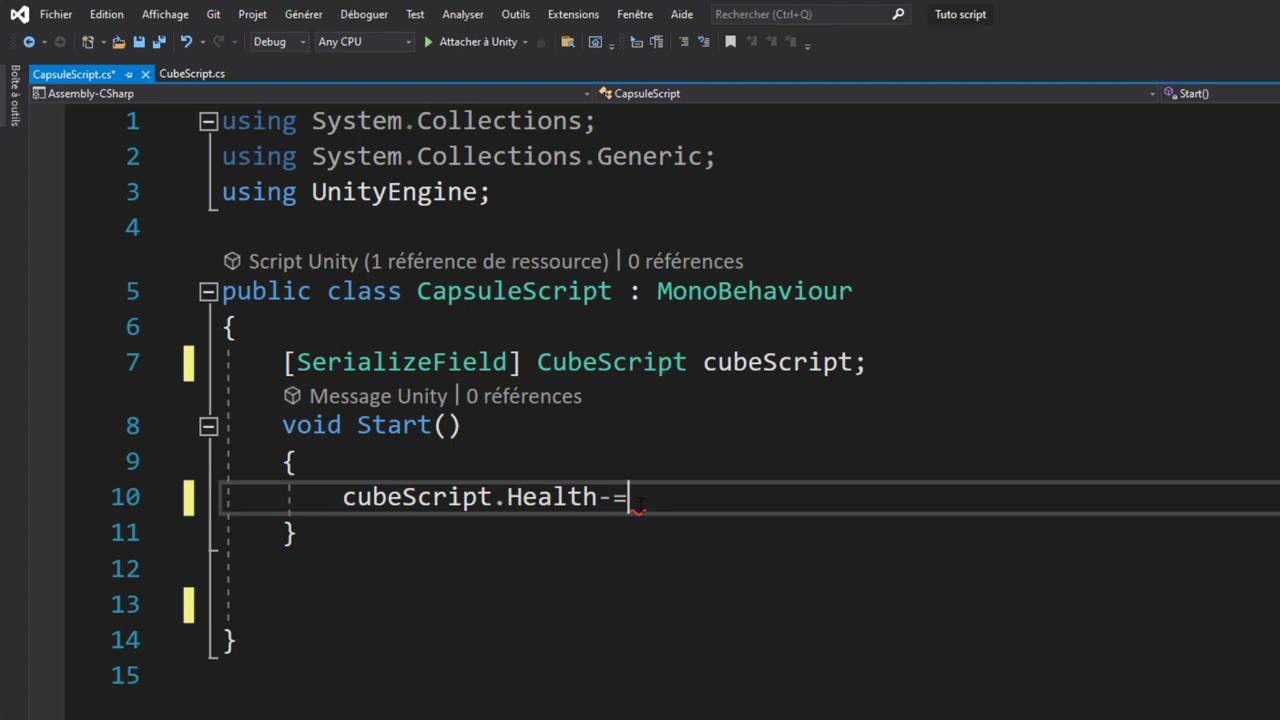 Fichier Edition Affichage Git Projet Générer Déboguer Test Analyser Outils Extensions Fenêtre Aide Rechercher (Ctrl+Q) Tuto script
Debug Any CPU Attacher à Unity
Boîte à outils
CapsuleScript.cs* CubeScript.cs
Assembly-CSharp CapsuleScript Start()
1 using System.Collections;
2 using System.Collections.Generic;
3 using UnityEngine;
4
Script Unity (1 référence de ressource) | 0 références
5 public class CapsuleScript : MonoBehaviour
6 {
7 [SerializeField] CubeScript cubeScript;
Message Unity | 0 références
8 void Start()
9 {
10 cubeScript.Health-=
11 }
12
13
14 }
15